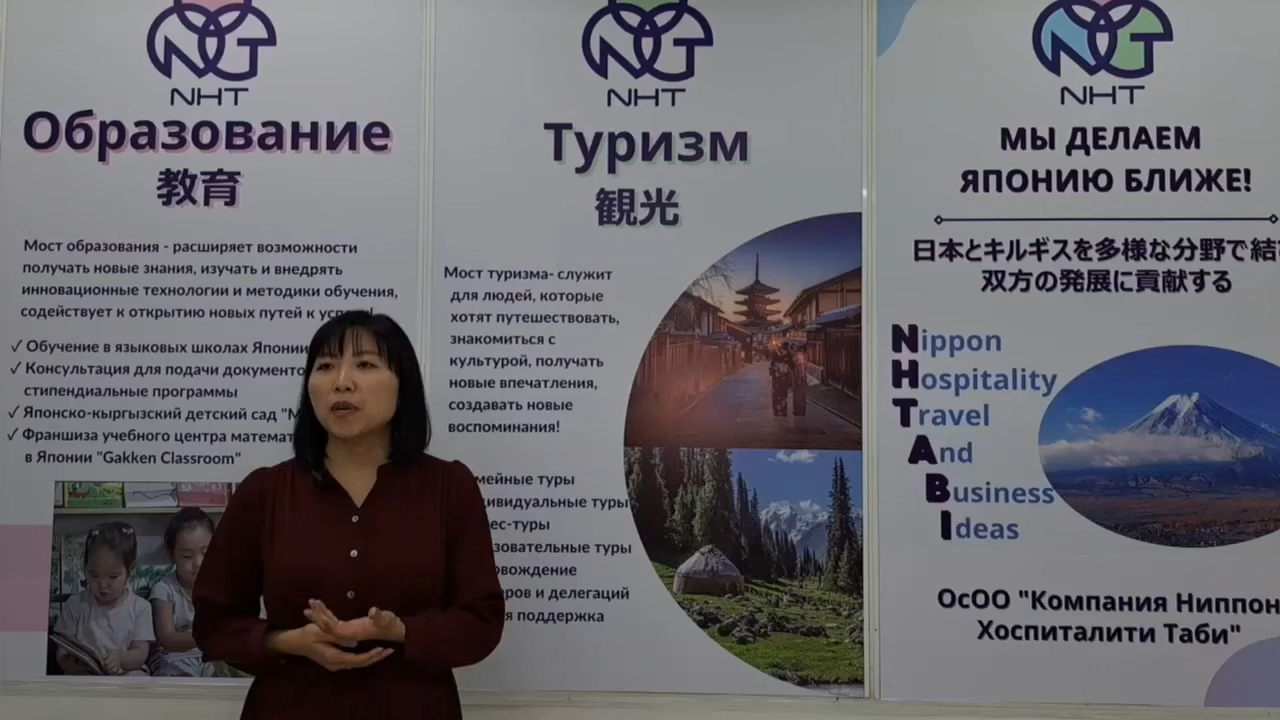 NHT
Образование
教育
Мост образования - расширяет возможности
получать новые знания, изучать и внедрять
инновационные технологии и методики обучения,
содействует к открытию новых путей к
✓ Обучение в языковых школах Японии
✓ Консультация для подачи
стипендиальные программы
✓ Японско-кыргызский детский сад
✓ Франшиза учебного центра
в Японии "Gakken Classroom"
NHT
Туризм
観光
Мост туризма- служит
для людей, которые
хотят путешествовать,
знакомиться с
культурой, получать
новые впечатления,
создавать новые
воспоминания!
туры
туры
туры
и делегаций
поддержка
NHT
МЫ ДЕЛАЕМ
ЯПОНИЮ БЛИЖЕ!
日本とキルギスを多様な分野で結
双方の発展に貢献する
Nippon
Hospitality
Travel
And
Business
Ideas
ОсОО "Компания Ниппон
Хоспиталити Таби"